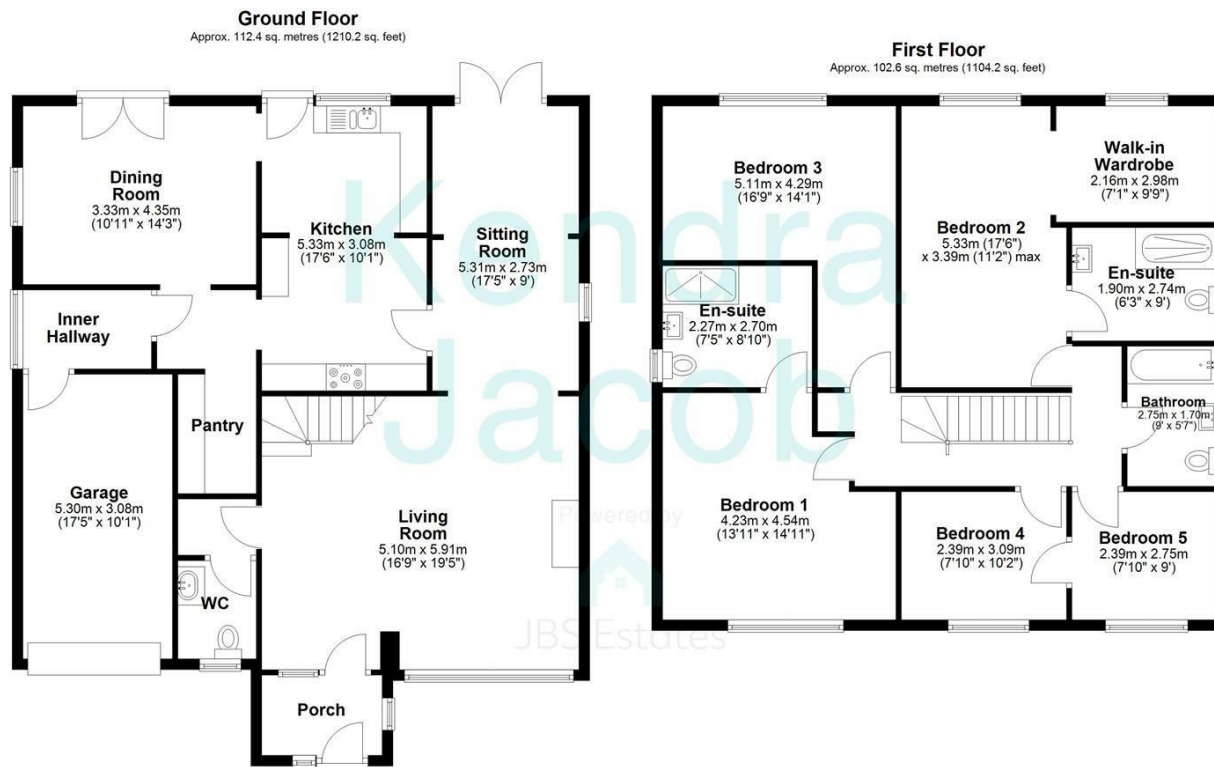 Ground Floor
Approx. 112.4 sq. metres (1210.2 sq. feet)
Dining
Room
3.33m x 4.35m
(10'11" x 14'3")
Kitchen
5.33m x 3.08m
(17'6" x 10'1")
Sitting
Room
5.31m x 2.73m
(17'5" x 9')
Inner
Hallway
Pantry
Garage
5.30m x 3.08m
(17'5" x 10'1")
Living
Room
5.10m x 5.91m
(16'9" x 19'5")
WC
Porch
First Floor
Approx. 102.6 sq. metres (1104.2 sq. feet)
Bedroom 3
5.11m x 4.29m
(16'9" x 14'1")
Walk-in
Wardrobe
2.16m x 2.98m
(7'1" x 9'9")
Bedroom 2
5.33m (17'6")
x 3.39m (11'2") max
En-suite
1.90m x 2.74m
(6'3" x 9')
En-suite
2.27m x 2.70m
(7'5" x 8'10")
Bathroom
2.75m x 1.70m
(9' x 5'7")
Bedroom 1
4.23m x 4.54m
(13'11" x 14'11")
Bedroom 4
2.39m x 3.09m
(7'10" x 10'2")
Bedroom 5
2.39m x 2.75m
(7'10" x 9')
Kendra
Jacob
Powered by
JBS Estates